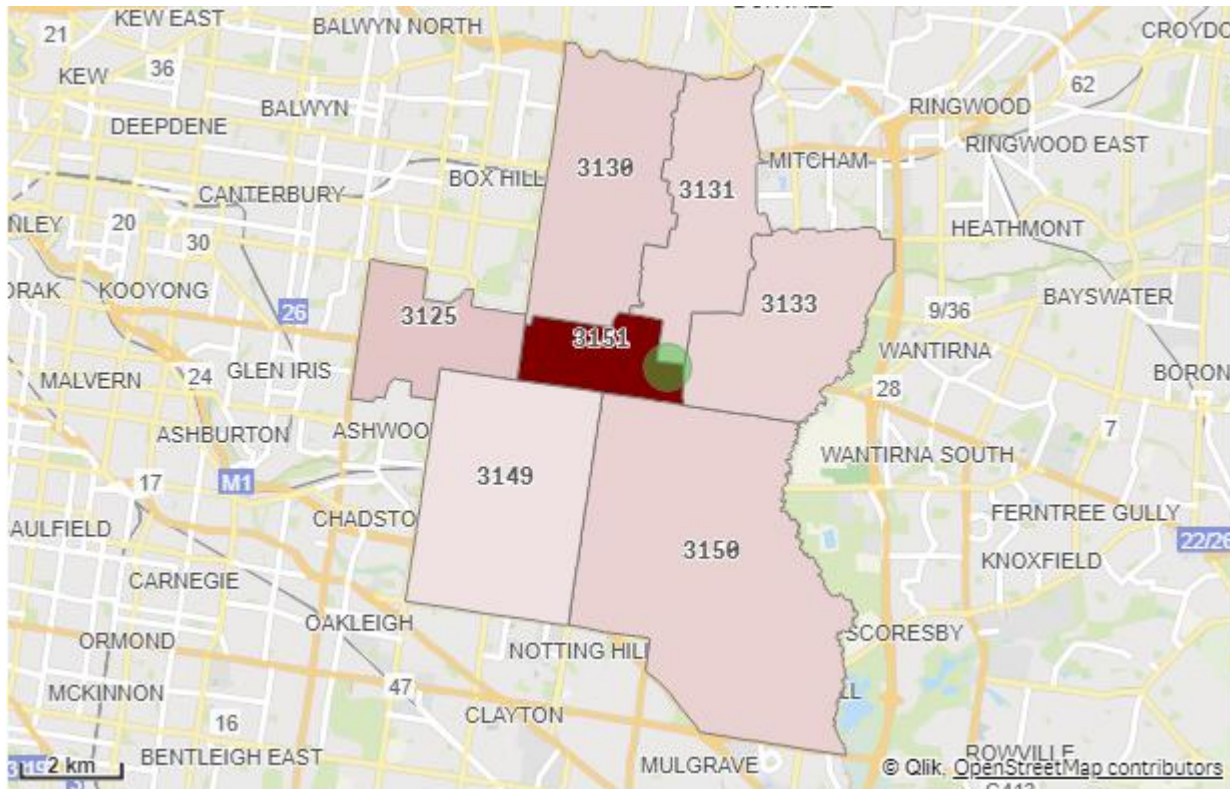 KEW EAST
BALWYN NORTH
CROYDO
21
KEW
36
62
BALWYN
RINGWOOD
DEEPDENE
RINGWOOD EAST
3130
MITCHAM
BOX HILL
3131
CANTERBURY
NLEY
20
30
HEATHMONT
ORAK
KOOYONG
BAYSWATER
3133
9/36
26
3125
3151
WANTIRNA
GLEN IRIS
MALVERN
24
BORON
28
ASHBURTON
ASHWOO
7
WANTIRNA SOUTH
3149
17
M1
CHADSTO
FERNTREE GULLY
AULFIELD
22/26
3150
KNOXFIELD
CARNEGIE
OAKLEIGH
SCORESBY
ORMOND
NOTTING HILL
47
MCKINNON
LL
CLAYTON
16
BENTLEIGH EAST
ROWVILLE
2 km
MULGRAVE
© Qlik, OpenStreetMap contributors